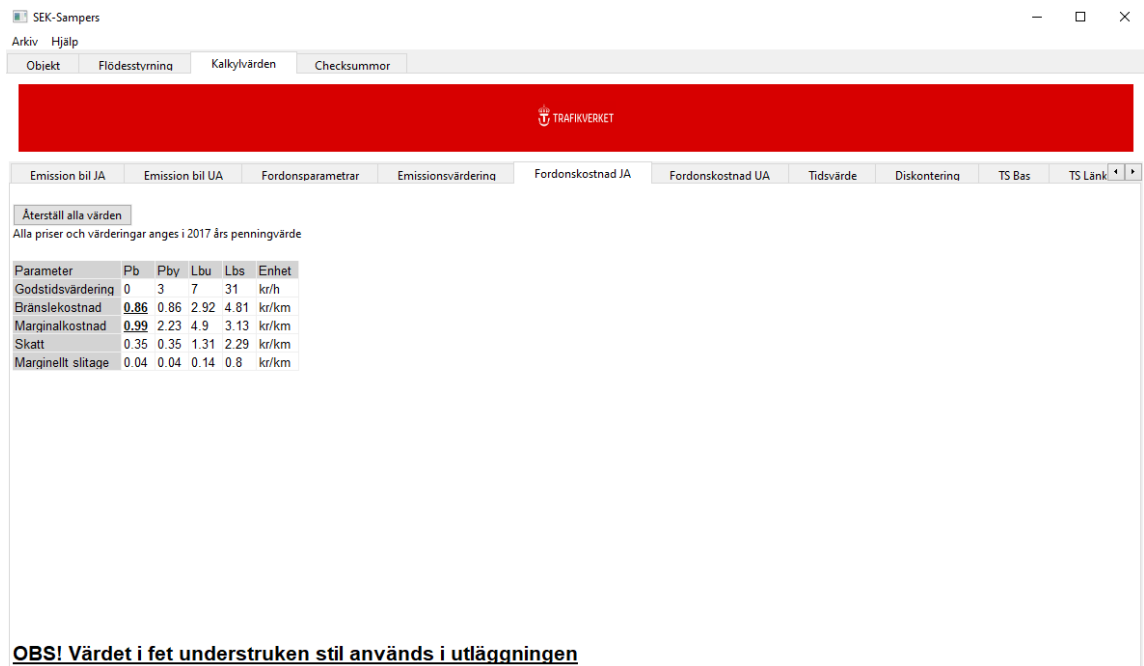 SEK-Sampers
Arkiv Hjälp
Objekt Flödesstyrning Kalkylvärden Checksummor
TRAFIKVERKET
Emission bil JA Emission bil UA Fordonsparametrar Emissionsvärdering Fordonskostnad JA Fordonskostnad UA Tidsvärde Diskontering TS Bas TS Länk
Återställ alla värden
Alla priser och värderingar anges i 2017 års penningvärde
Parameter Pb Pby Lbu Lbs Enhet
Godstidsvärdering 0 3 7 31 kr/h
Bränslekostnad 0.86 0.86 2.92 4.81 kr/km
Marginalkostnad 0.99 2.23 4.9 3.13 kr/km
Skatt 0.35 0.35 1.31 2.29 kr/km
Marginellt slitage 0.04 0.04 0.14 0.8 kr/km
OBS! Värdet i fet understruken stil används i utläggningen